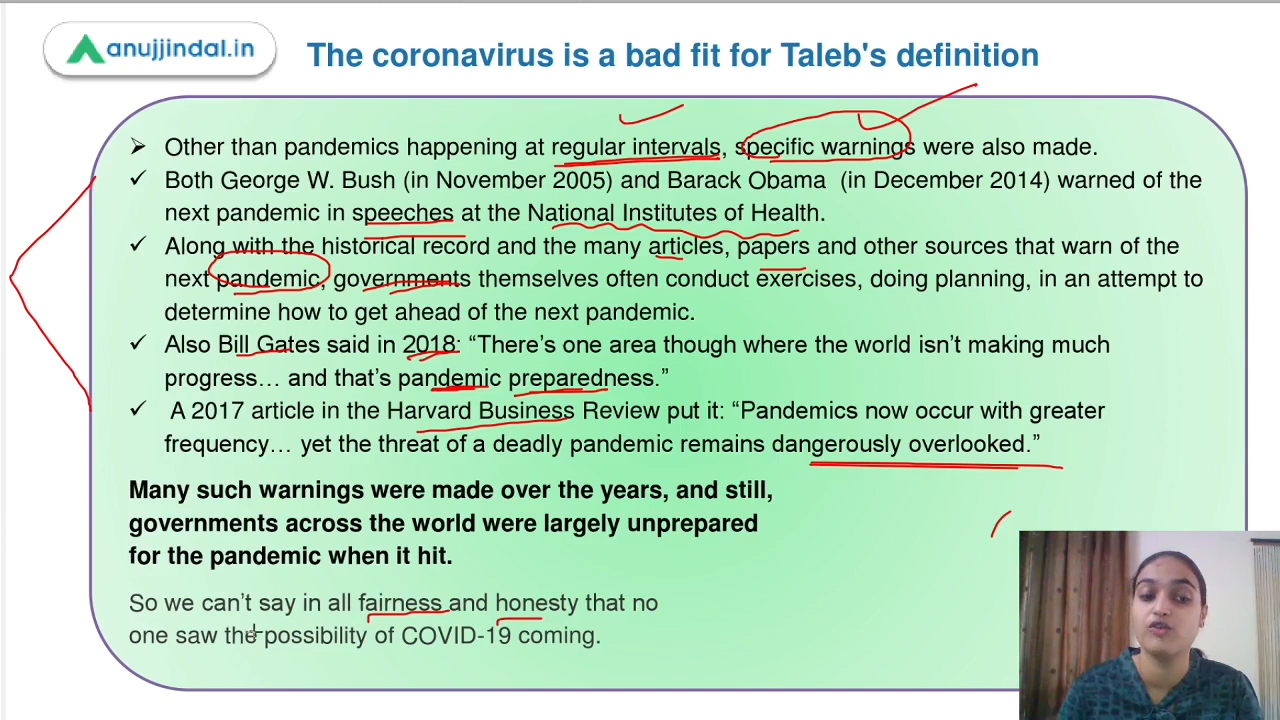 anujjindal.in
The coronavirus is a bad fit for Taleb's definition
Other than pandemics happening at regular intervals, specific warnings were also made.
Both George W. Bush (in November 2005) and Barack Obama (in December 2014) warned of the
next pandemic in speeches at the National Institutes of Health.
Along with the historical record and the many articles, papers and other sources that warn of the
next pandemic, governments themselves often conduct exercises, doing planning, in an attempt to
determine how to get ahead of the next pandemic.
Also Bill Gates said in 2018: “There’s one area though where the world isn’t making much
progress… and that’s pandemic preparedness.”
A 2017 article in the Harvard Business Review put it: “Pandemics now occur with greater
frequency… yet the threat of a deadly pandemic remains dangerously overlooked.”
Many such warnings were made over the years, and still,
governments across the world were largely unprepared
for the pandemic when it hit.
So we can’t say in all fairness and honesty that no
one saw the possibility of COVID-19 coming.